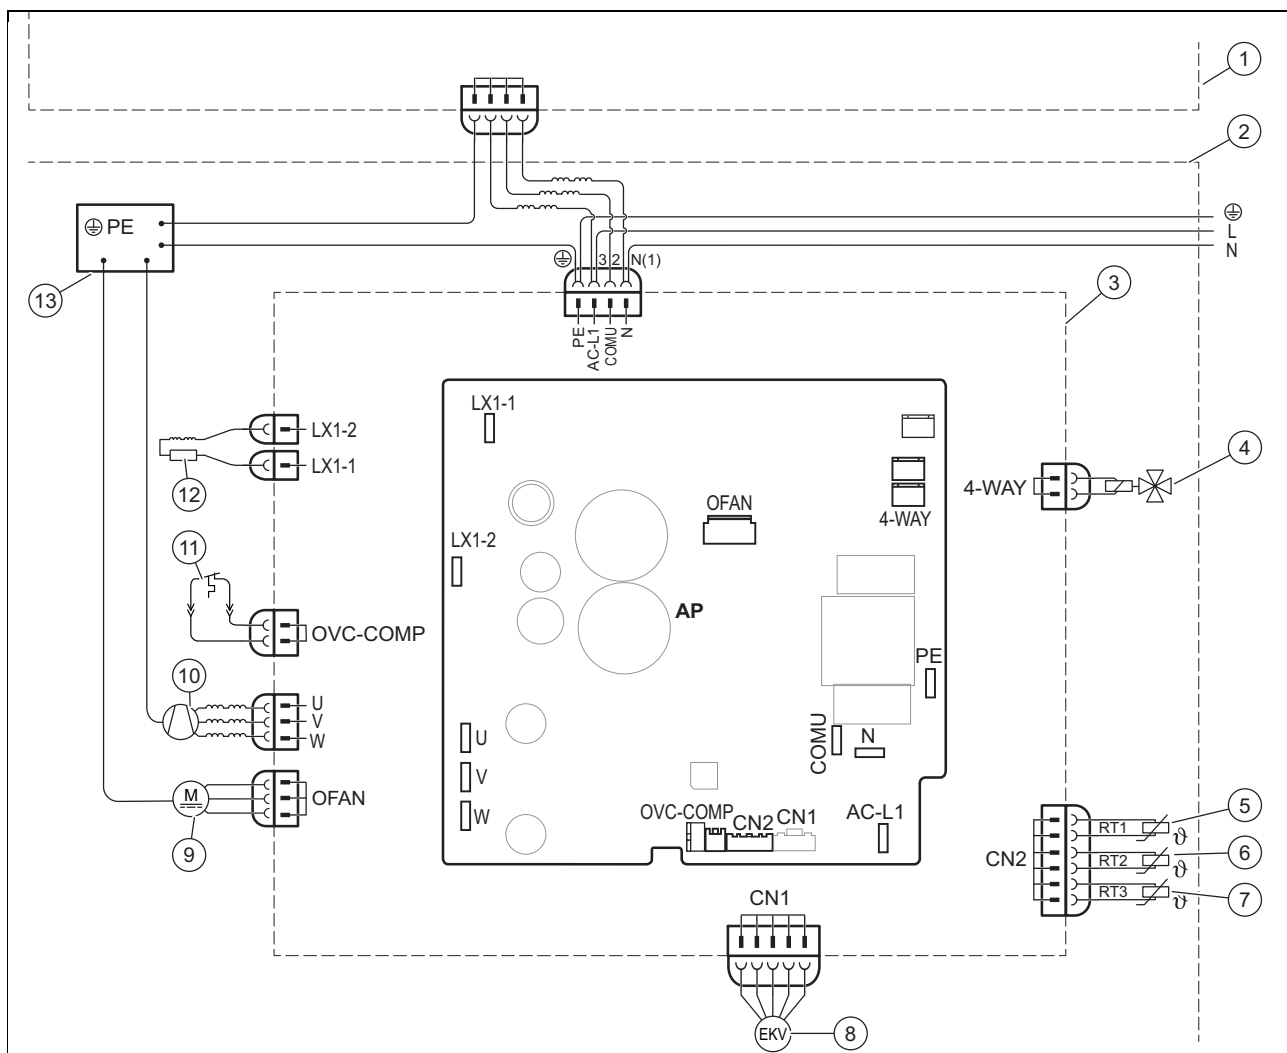 1
2
⏚ PE
⏚
L
N
⏚ 3 2 N(1)
13
3
PE
AC-L1
COMU
N
LX1-1
LX1-2
LX1-1
12
4-WAY
4
OFAN
4-WAY
11
LX1-2
AP
OVC-COMP
PE
10
U
V
W
COMU
N
U
V
W
M
OFAN
9
OVC-COMP
CN2
CN1
AC-L1
CN2
RT1
ϑ
5
RT2
ϑ
6
RT3
ϑ
7
CN1
EKV
8